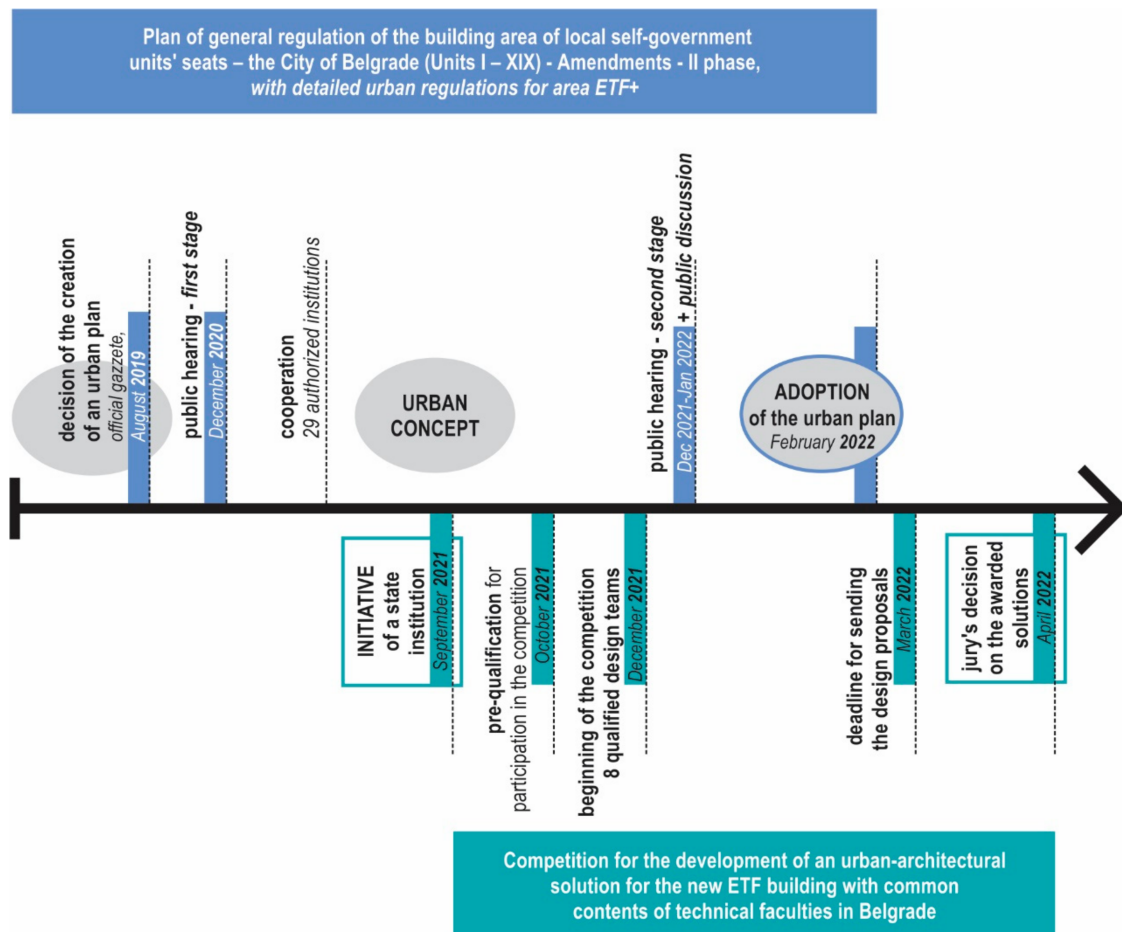 Plan of general regulation of the building area of local self-government
units' seats – the City of Belgrade (Units I – XIX) - Amendments - II phase,
with detailed urban regulations for area ETF+
decision of the creation
of an urban plan
official gazzete,
August 2019
public hearing - first stage
December 2020
cooperation
29 authorized institutions
URBAN
CONCEPT
public hearing - second stage
Dec 2021-Jan 2022 + public discussion
ADOPTION
of the urban plan
February 2022
INITIATIVE
of a state
institution
September 2021
pre-qualification for
participation in the competition
October 2021
beginning of the competition
8 qualified design teams
December 2021
deadline for sending
the design proposals
March 2022
jury's decision
on the awarded
solutions
April 2022
Competition for the development of an urban-architectural
solution for the new ETF building with common
contents of technical faculties in Belgrade